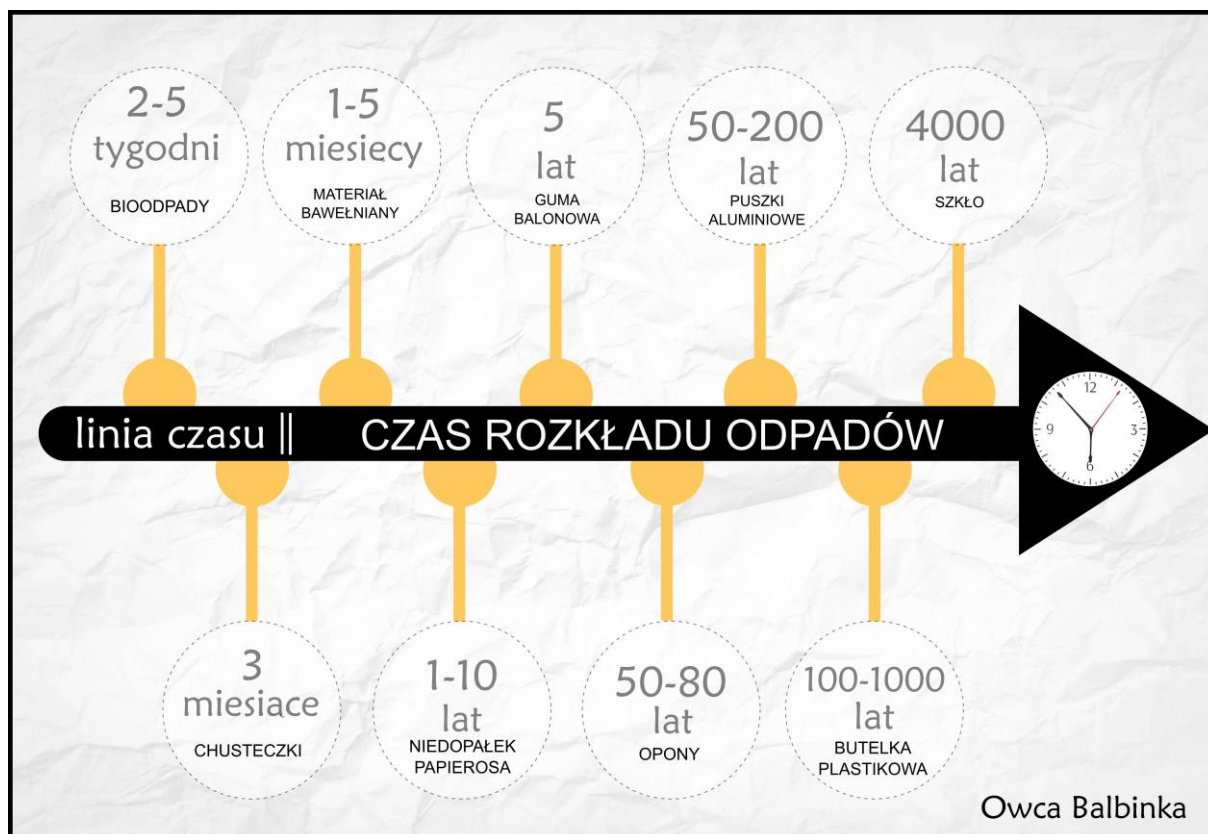 2-5
tygodni
BIOODPADY
1-5
miesiecy
MATERIAŁ
BAWEŁNIANY
5
lat
GUMA
BALONOWA
50-200
lat
PUSZKI
ALUMINIOWE
4000
lat
SZKŁO
linia czasu || CZAS ROZKŁADU ODPADÓW
12
3
6
9
3
miesiace
CHUSTECZKI
1-10
lat
NIEDOPAŁEK
PAPIEROSA
50-80
lat
OPONY
100-1000
lat
BUTELKA
PLASTIKOWA
Owca Balbinka